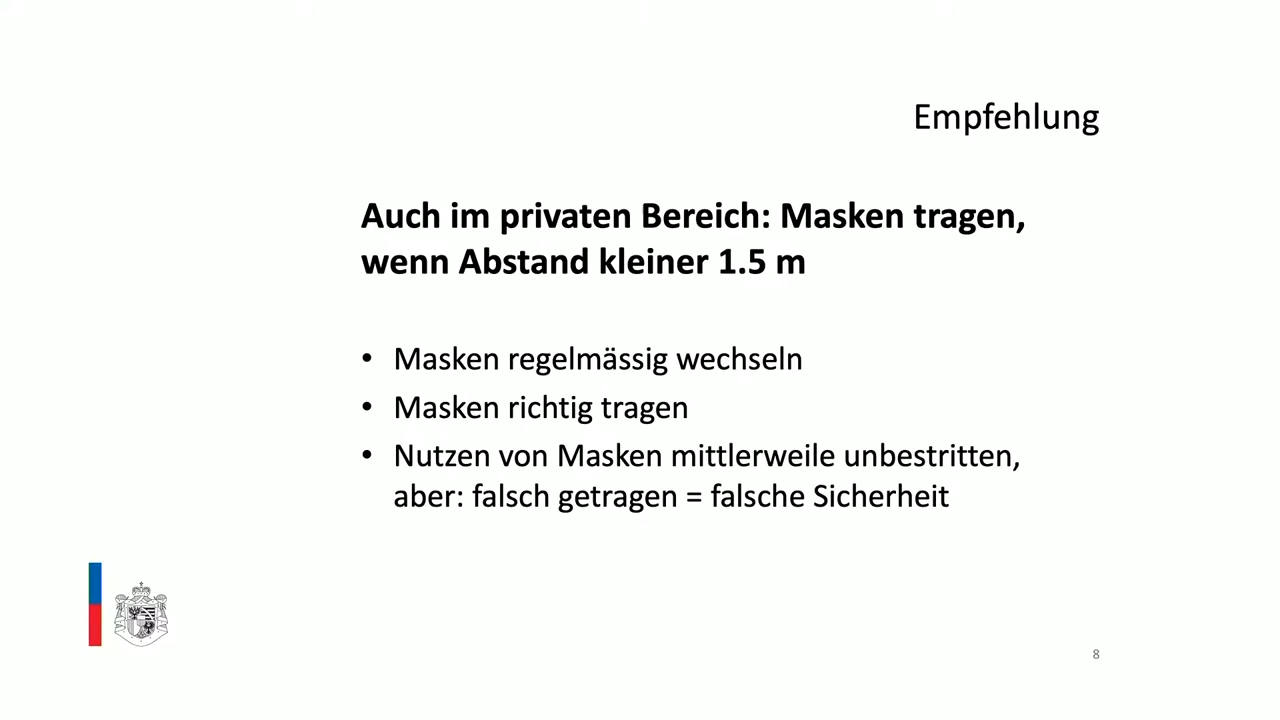 Empfehlung
Auch im privaten Bereich: Masken tragen,
wenn Abstand kleiner 1.5 m
• Masken regelmässig wechseln
• Masken richtig tragen
• Nutzen von Masken mittlerweile unbestritten,
aber: falsch getragen = falsche Sicherheit
8